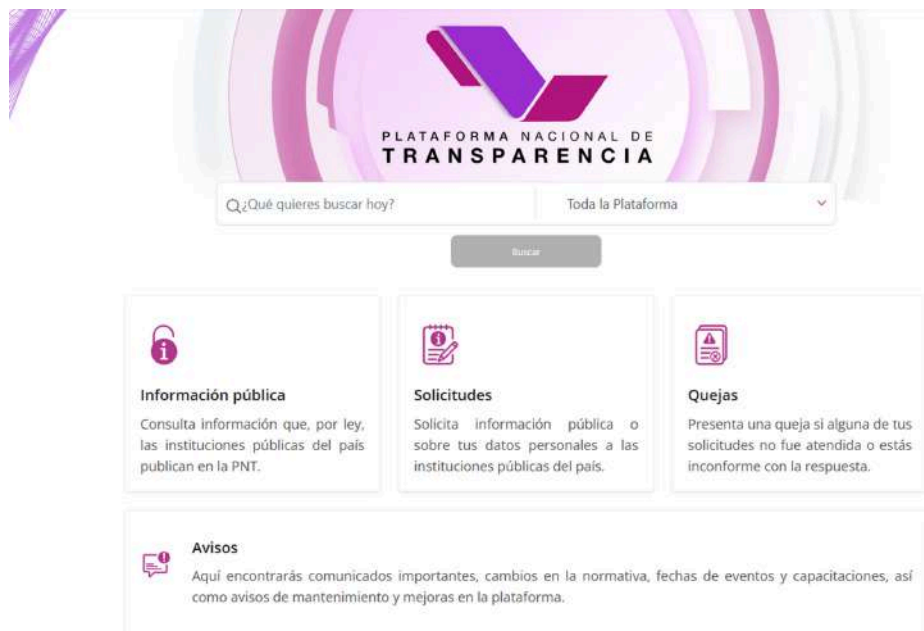 PLATAFORMA NACIONAL DE
TRANSPARENCIA
¿Qué quieres buscar hoy?
Toda la Plataforma
Buscar
Información pública
Consulta información que, por ley,
las instituciones públicas del país
publican en la PNT.
Solicitudes
Solicita información pública o
sobre tus datos personales a las
instituciones públicas del país.
Quejas
Presenta una queja si alguna de tus
solicitudes no fue atendida o estás
inconforme con la respuesta.
Avisos
Aquí encontrarás comunicados importantes, cambios en la normativa, fechas de eventos y capacitaciones, así
como avisos de mantenimiento y mejoras en la plataforma.